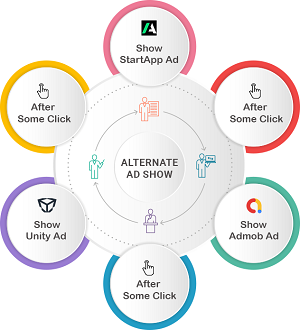 Show
StartApp Ad
After
Some Click
After
Some Click
ALTERNATE
AD SHOW
Show
Unity Ad
Show
Admob Ad
After
Some Click